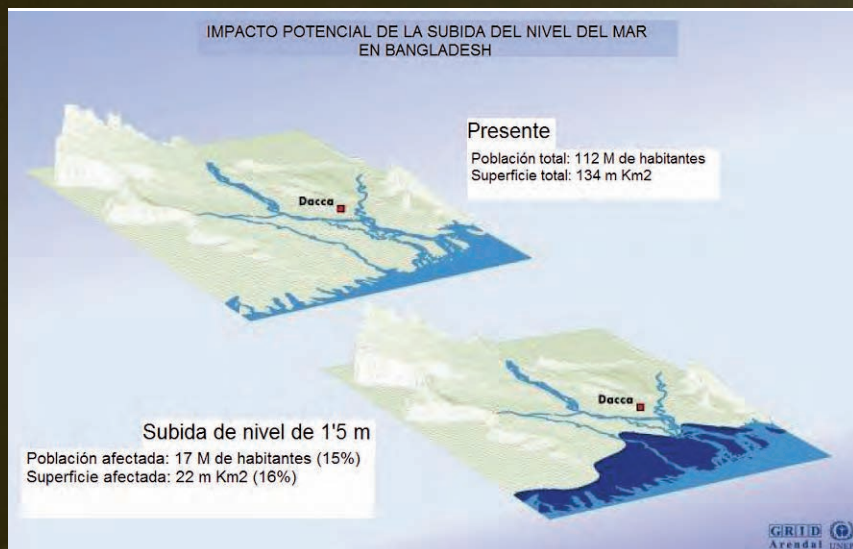 IMPACTO POTENCIAL DE LA SUBIDA DEL NIVEL DEL MAR
EN BANGLADESH
Presente
Población total: 112 M de habitantes
Superficie total: 134 m Km2
Dacca
Dacca
Subida de nivel de 1'5 m
Población afectada: 17 M de habitantes (15%)
Superficie afectada: 22 m Km2 (16%)
GRID
Arendal UNEP